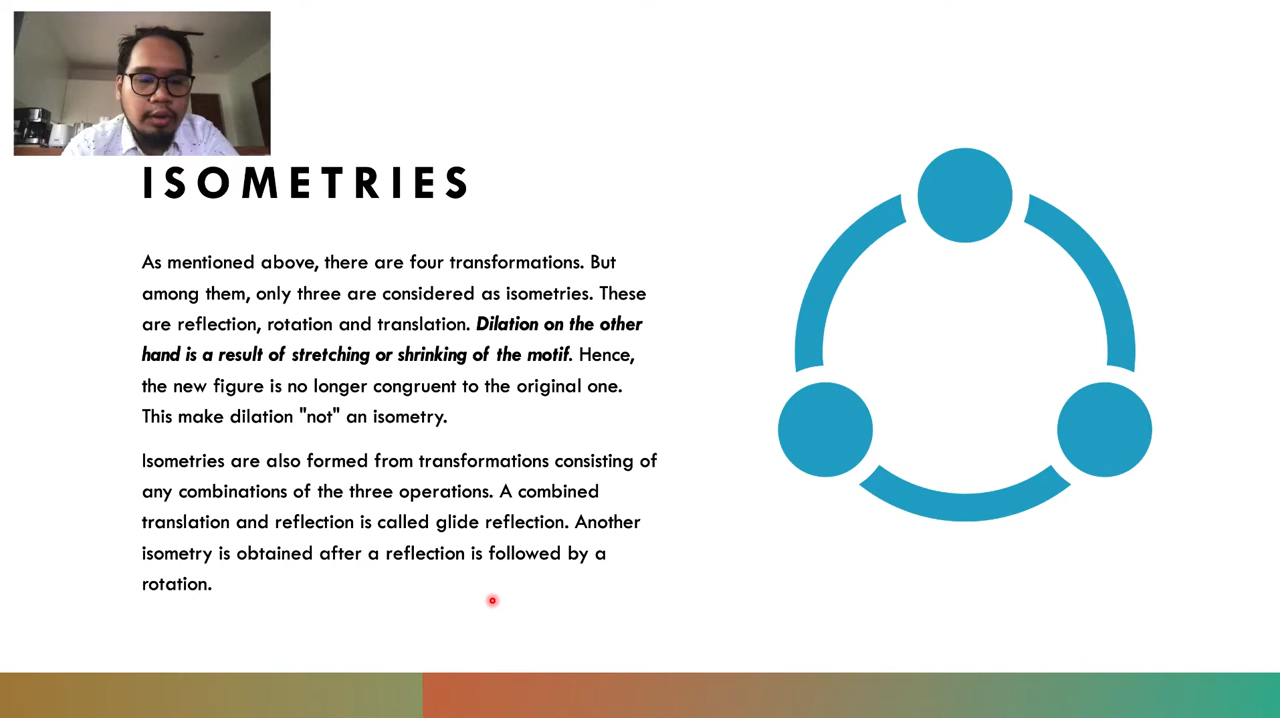 ISOMETRIES
As mentioned above, there are four transformations. But
among them, only three are considered as isometries. These
are reflection, rotation and translation. Dilation on the other
hand is a result of stretching or shrinking of the motif. Hence,
the new figure is no longer congruent to the original one.
This make dilation "not" an isometry.
Isometries are also formed from transformations consisting of
any combinations of the three operations. A combined
translation and reflection is called glide reflection. Another
isometry is obtained after a reflection is followed by a
rotation.